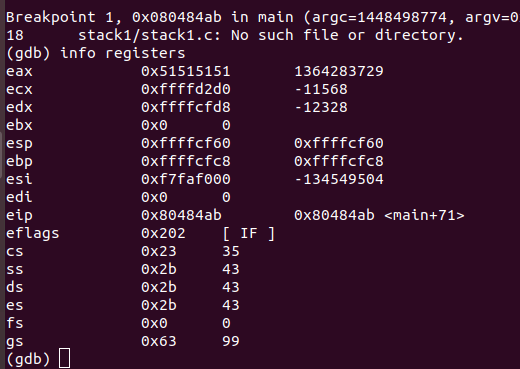 Breakpoint 1, 0x080484ab in main (argc=1448498774, argv=0
18 stack1/stack1.c: No such file or directory.
(gdb) info registers
eax 0x51515151 1364283729
ecx 0xffffd2d0 -11568
edx 0xffffcfd8 -12328
ebx 0x0 0
esp 0xffffcf60 0xffffcf60
ebp 0xffffcfc8 0xffffcfc8
esi 0xf7faf000 -134549504
edi 0x0 0
eip 0x80484ab 0x80484ab <main+71>
eflags 0x202 [ IF ]
cs 0x23 35
ss 0x2b 43
ds 0x2b 43
es 0x2b 43
fs 0x0 0
gs 0x63 99
(gdb)